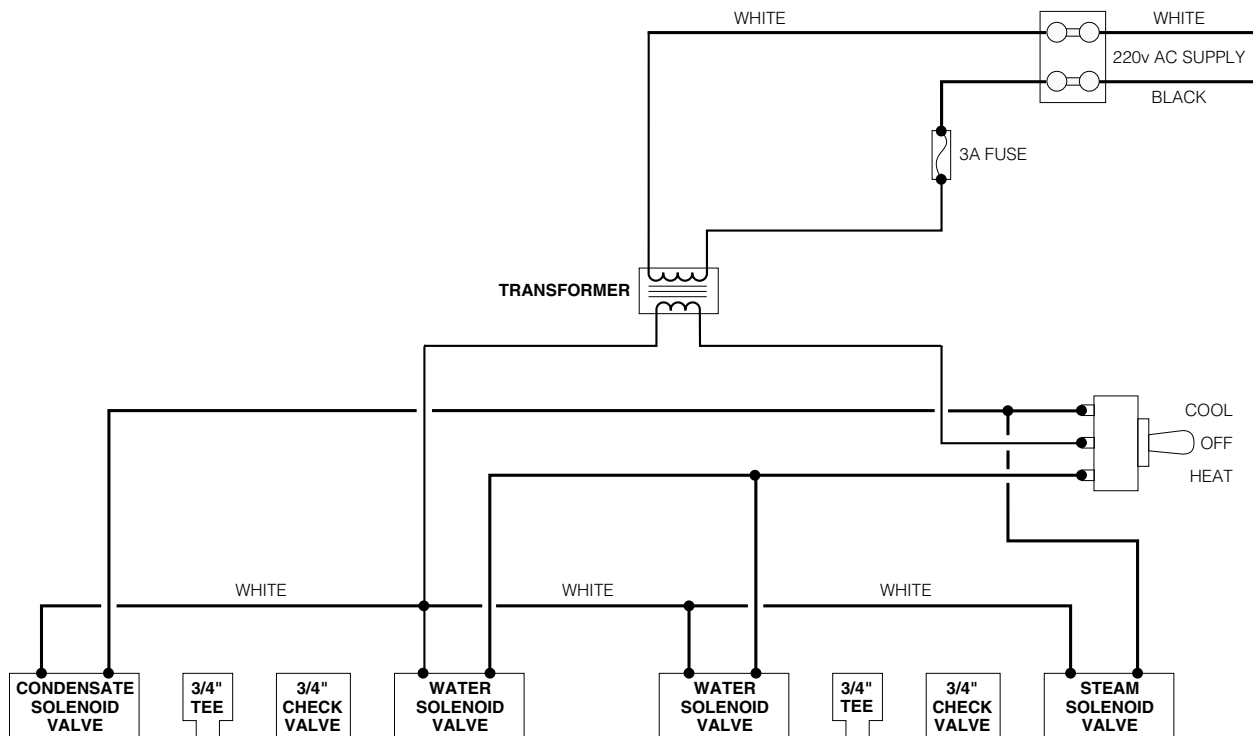 WHITE
WHITE
220v AC SUPPLY
BLACK
3A FUSE
TRANSFORMER
COOL
OFF
HEAT
WHITE
WHITE
WHITE
CONDENSATE
SOLENOID
VALVE
3/4"
TEE
3/4"
CHECK
VALVE
WATER
SOLENOID
VALVE
WATER
SOLENOID
VALVE
3/4"
TEE
3/4"
CHECK
VALVE
STEAM
SOLENOID
VALVE